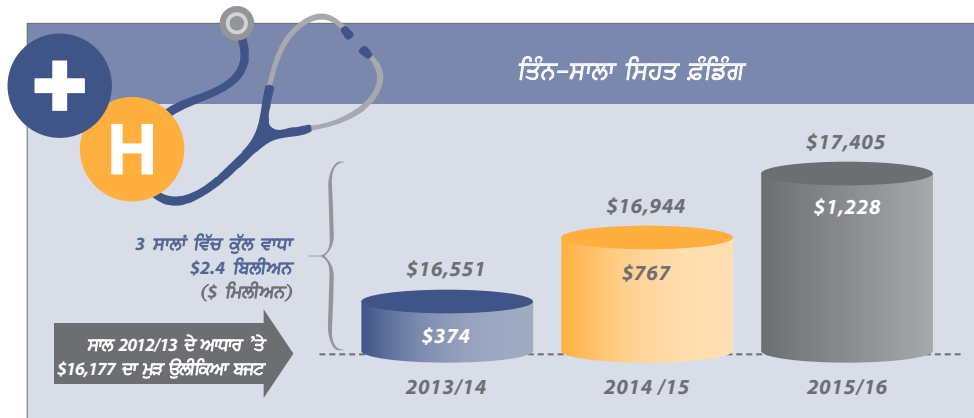 ਤਿੰਨ-ਸਾਲਾ ਸਿਹਤ ਫ਼ੰਡਿੰਗ
H
$17,405
$1,228
$16,944
$767
3 ਸਾਲਾਂ ਵਿੱਚ ਕੁੱਲ ਵਾਧਾ
$2.4 ਬਿਲੀਅਨ
($ ਮਿਲੀਅਨ)
$16,551
$374
ਸਾਲ 2012/13 ਦੇ ਆਧਾਰ 'ਤੇ
$16,177 ਦਾ ਮੁੜ ਉਲੀਕਿਆ ਬਜਟ
2013/14
2014 /15
2015/16